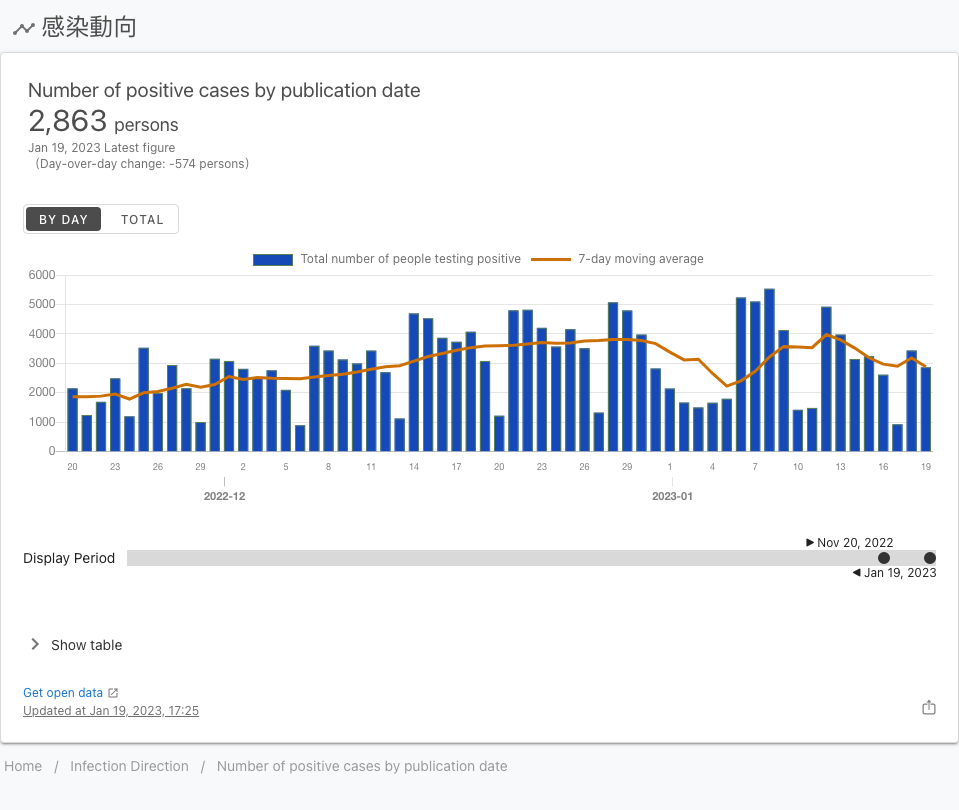 感染動向
Number of positive cases by publication date
2,863 persons
Jan 19, 2023 Latest figure
(Day-over-day change: -574 persons)
BY DAY TOTAL
Total number of people testing positive 7-day moving average
6000
5000
4000
3000
2000
1000
0
20 23 26 29 2 5 8 11 14 17 20 23 26 29 1 4 7 10 13 16 19
2022-12 2023-01
Nov 20, 2022
Display Period
Jan 19, 2023
Show table
Get open data
Updated at Jan 19, 2023, 17:25
Home / Infection Direction / Number of positive cases by publication date